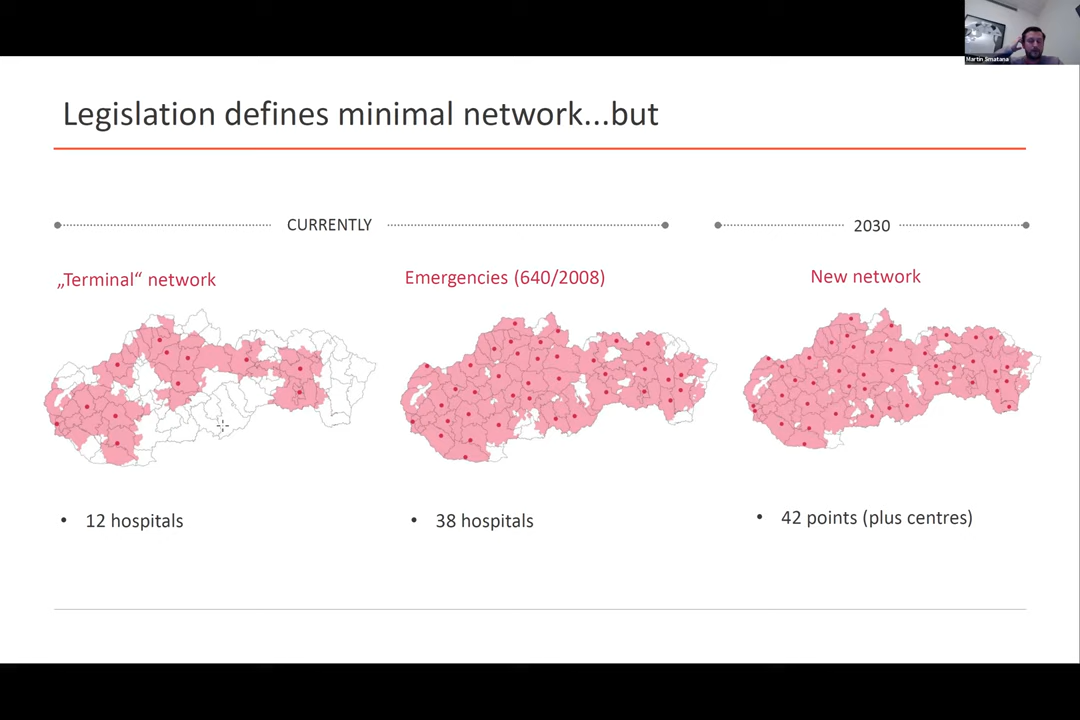 Martin Smatana
Legislation defines minimal network...but
CURRENTLY
2030
„Terminal“ network
Emergencies (640/2008)
New network
• 12 hospitals
• 38 hospitals
• 42 points (plus centres)